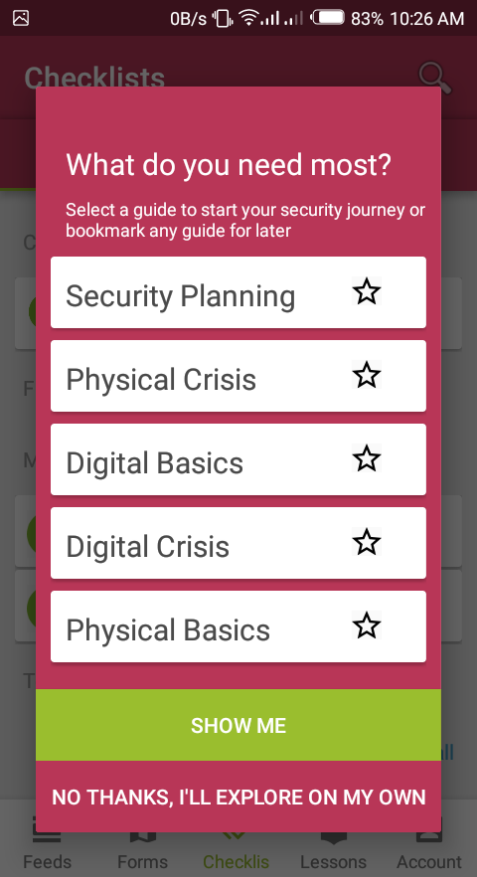 0B/s 83% 10:26 AM
Checklists
What do you need most?
Select a guide to start your security journey or
bookmark any guide for later
Security Planning
Physical Crisis
Digital Basics
Digital Crisis
Physical Basics
SHOW ME
NO THANKS, I'LL EXPLORE ON MY OWN
Feeds Forms Checklis Lessons Account